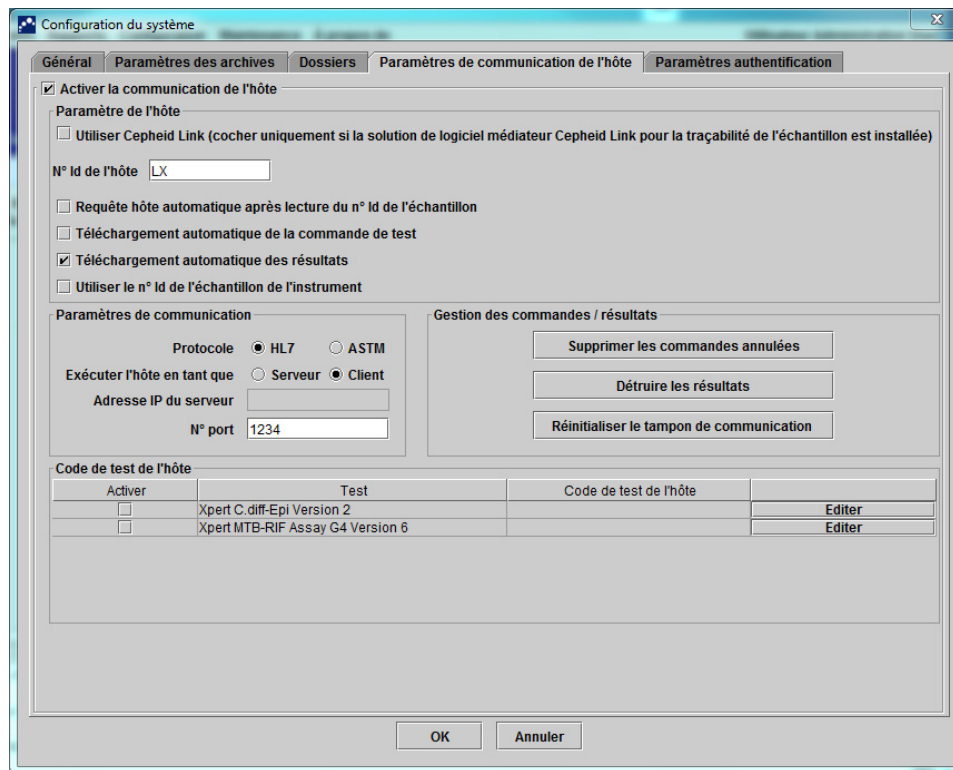 Configuration du système
Général Paramètres des archives Dossiers Paramètres de communication de l'hôte Paramètres authentification
Activer la communication de l'hôte
Paramètre de l'hôte
Utiliser Cepheid Link (cocher uniquement si la solution de logiciel médiateur Cepheid Link pour la traçabilité de l'échantillon est installée)
N° Id de l'hôte LX
Requête hôte automatique après lecture du n° Id de l'échantillon
Téléchargement automatique de la commande de test
Téléchargement automatique des résultats
Utiliser le n° Id de l'échantillon de l'instrument
Paramètres de communication
Protocole HL7 ASTM
Exécuter l'hôte en tant que Serveur Client
Adresse IP du serveur
N° port 1234
Gestion des commandes / résultats
Supprimer les commandes annulées
Détruire les résultats
Réinitialiser le tampon de communication
Code de test de l'hôte
Activer Test Code de test de l'hôte
Xpert C.diff-Epi Version 2 Editer
Xpert MTB-RIF Assay G4 Version 6 Editer
OK Annuler